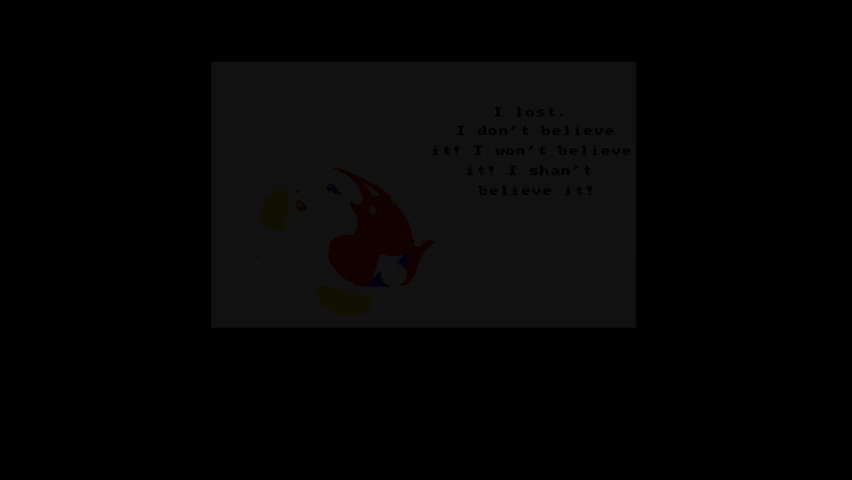 I lost.
I don't believe
it! I won't believe
it! I shan't
believe it!